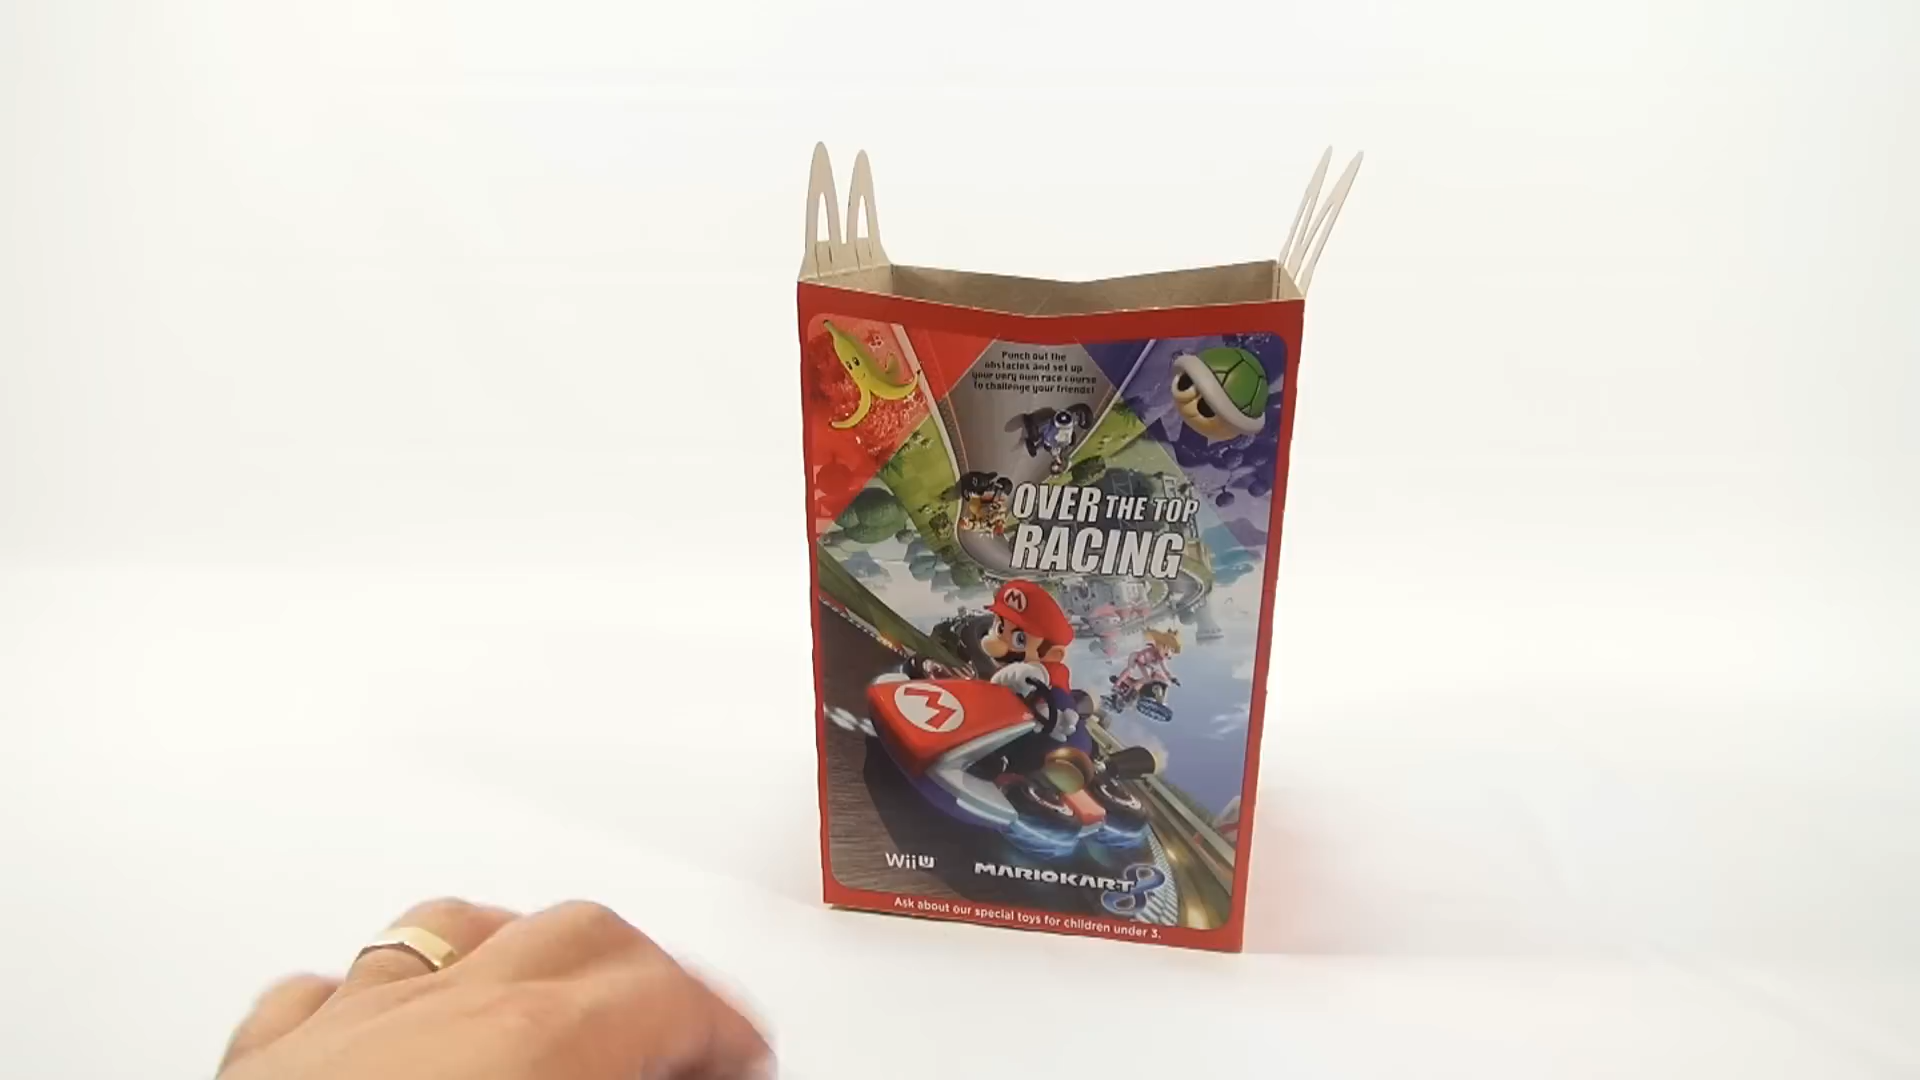 Punch out the
obstacles and set up
your very own race course
to challenge your friends!
OVER THE TOP
RACING
M
M
Wii U
MARIOKART 8
Ask about our special toys for children under 3.